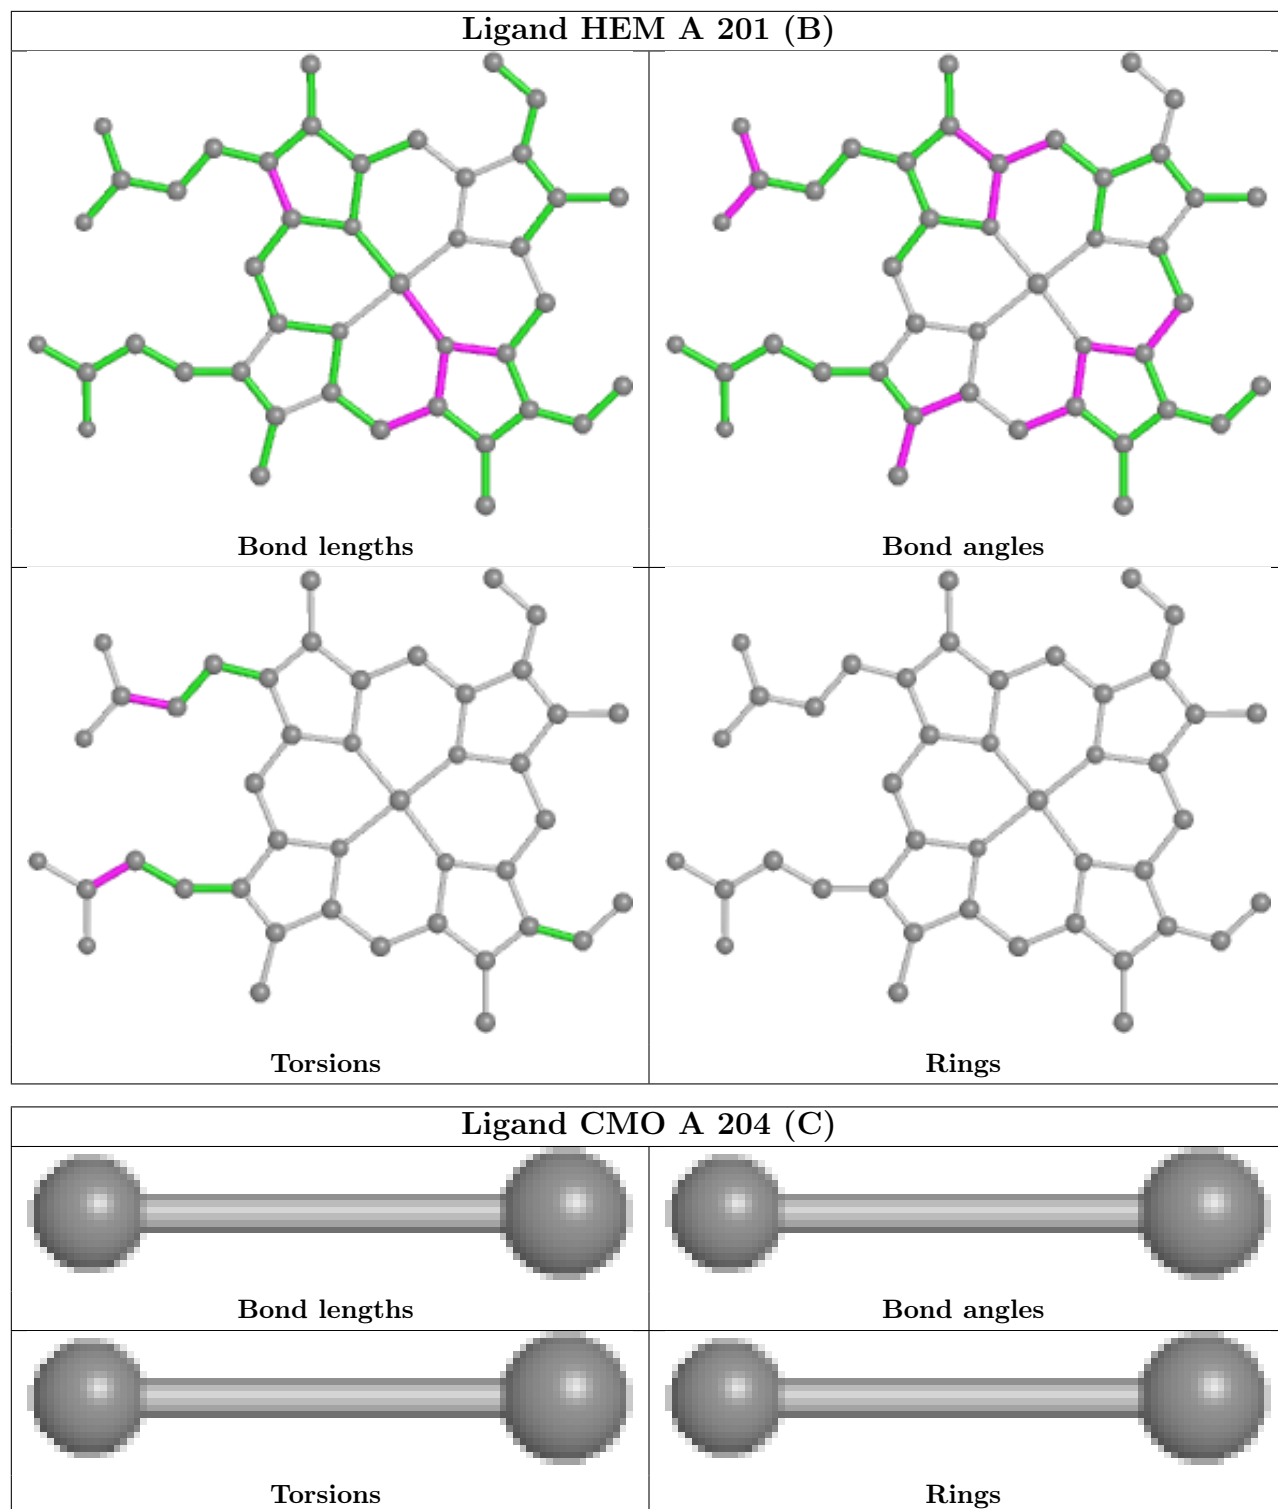 Ligand HEM A 201 (B)
Bond lengths
Bond angles
Torsions
Rings
Ligand CMO A 204 (C)
Bond lengths
Bond angles
Torsions
Rings